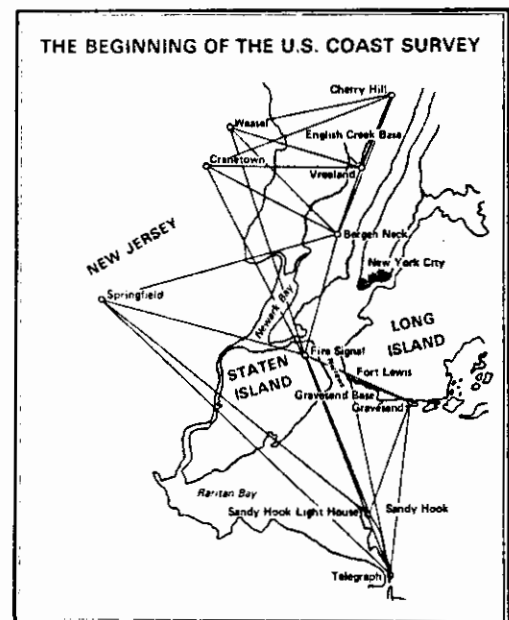 THE BEGINNING OF THE U.S. COAST SURVEY
Cherry Hill
Weasel
English Creek Base
Cranetown
Vreeland
Bergen Neck
NEW JERSEY
New York City
Springfield
Newark Bay
LONG
ISLAND
Fire Signal
STATEN
ISLAND
Fort Lewis
Gravesend Base
Gravesend
Raritan Bay
Sandy Hook Light House
Sandy Hook
Telegraph